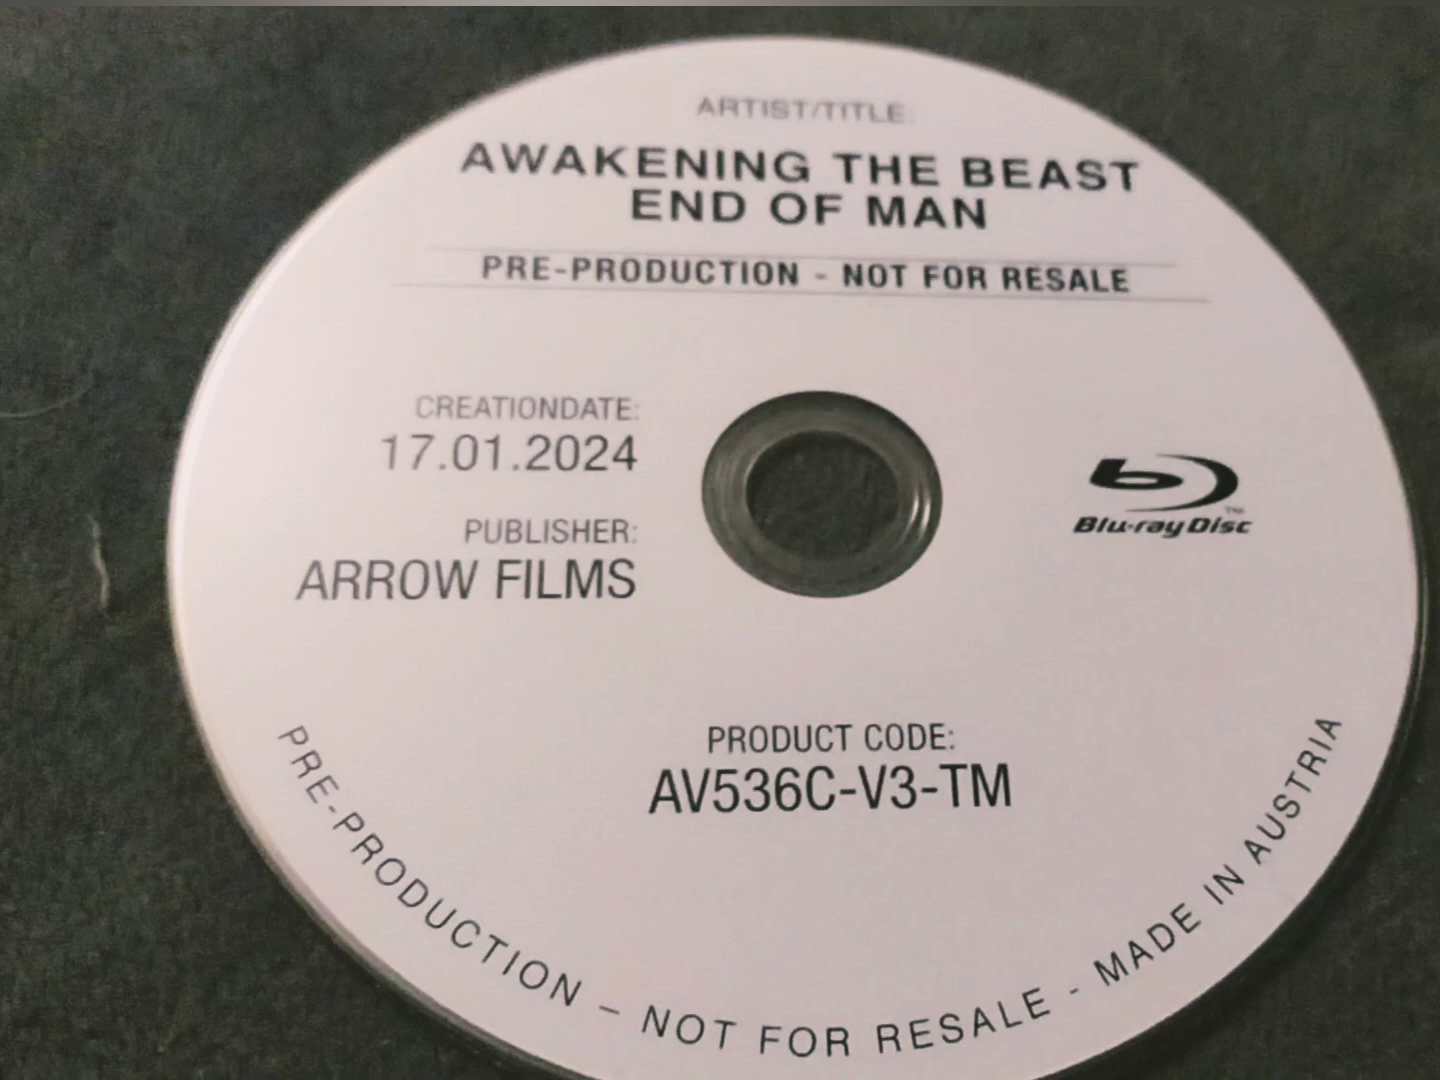 ARTIST/TITLE:
AWAKENING THE BEAST
END OF MAN
PRE-PRODUCTION - NOT FOR RESALE
CREATIONDATE:
17.01.2024
PUBLISHER:
ARROW FILMS
Blu-ray Disc™
PRODUCT CODE:
AV536C-V3-TM
PRE-PRODUCTION - NOT FOR RESALE - MADE IN AUSTRIA